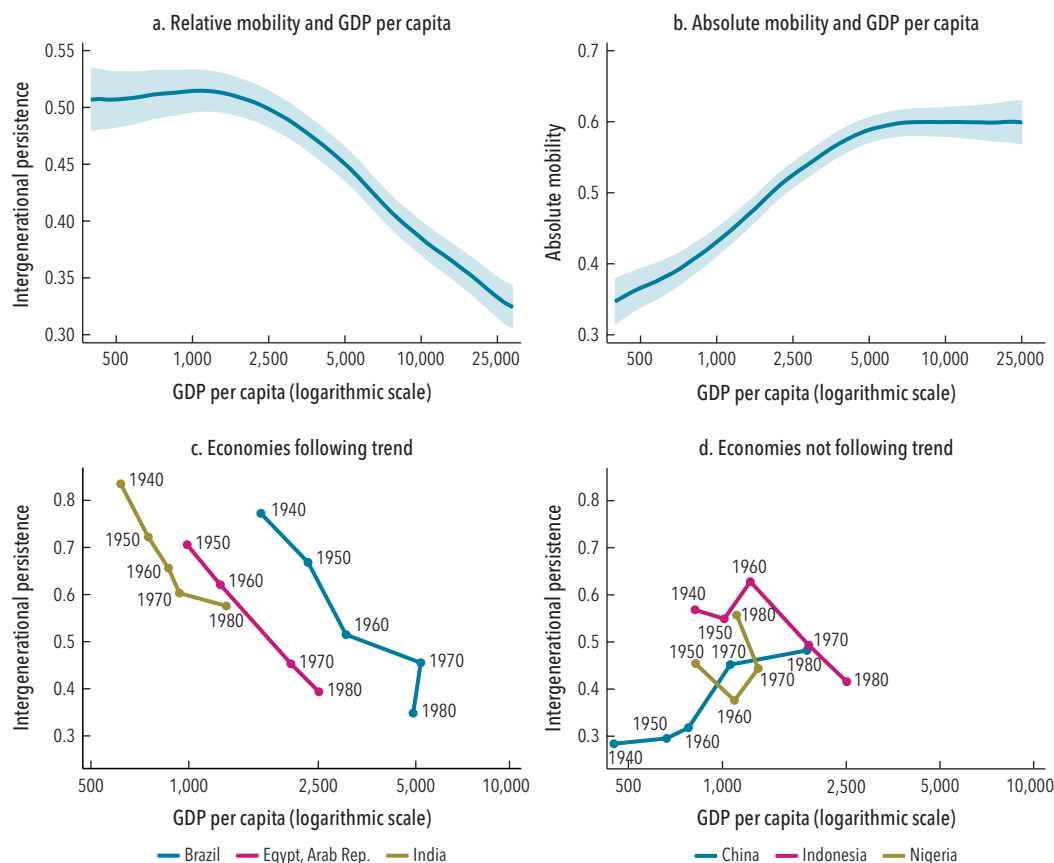 a. Relative mobility and GDP per capita
0.55
0.50
0.45
0.40
0.35
0.30
Intergenerational persistence
500 1,000 2,500 5,000 10,000 25,000
GDP per capita (logarithmic scale)
b. Absolute mobility and GDP per capita
0.7
0.6
0.5
0.4
0.3
Absolute mobility
500 1,000 2,500 5,000 10,000 25,000
GDP per capita (logarithmic scale)
c. Economies following trend
0.8
0.7
0.6
0.5
0.4
0.3
Intergenerational persistence
1940
1950
1960
1970
1980
1950
1960
1970
1980
1940
1950
1960
1970
1980
500 1,000 2,500 5,000 10,000
GDP per capita (logarithmic scale)
Brazil Egypt, Arab Rep. India
d. Economies not following trend
0.8
0.7
0.6
0.5
0.4
0.3
Intergenerational persistence
1940
1950
1960
1970
1980
1940
1950
1960
1970
1980
1950
1960
1970
1980
500 1,000 2,500 5,000 10,000
GDP per capita (logarithmic scale)
China Indonesia Nigeria